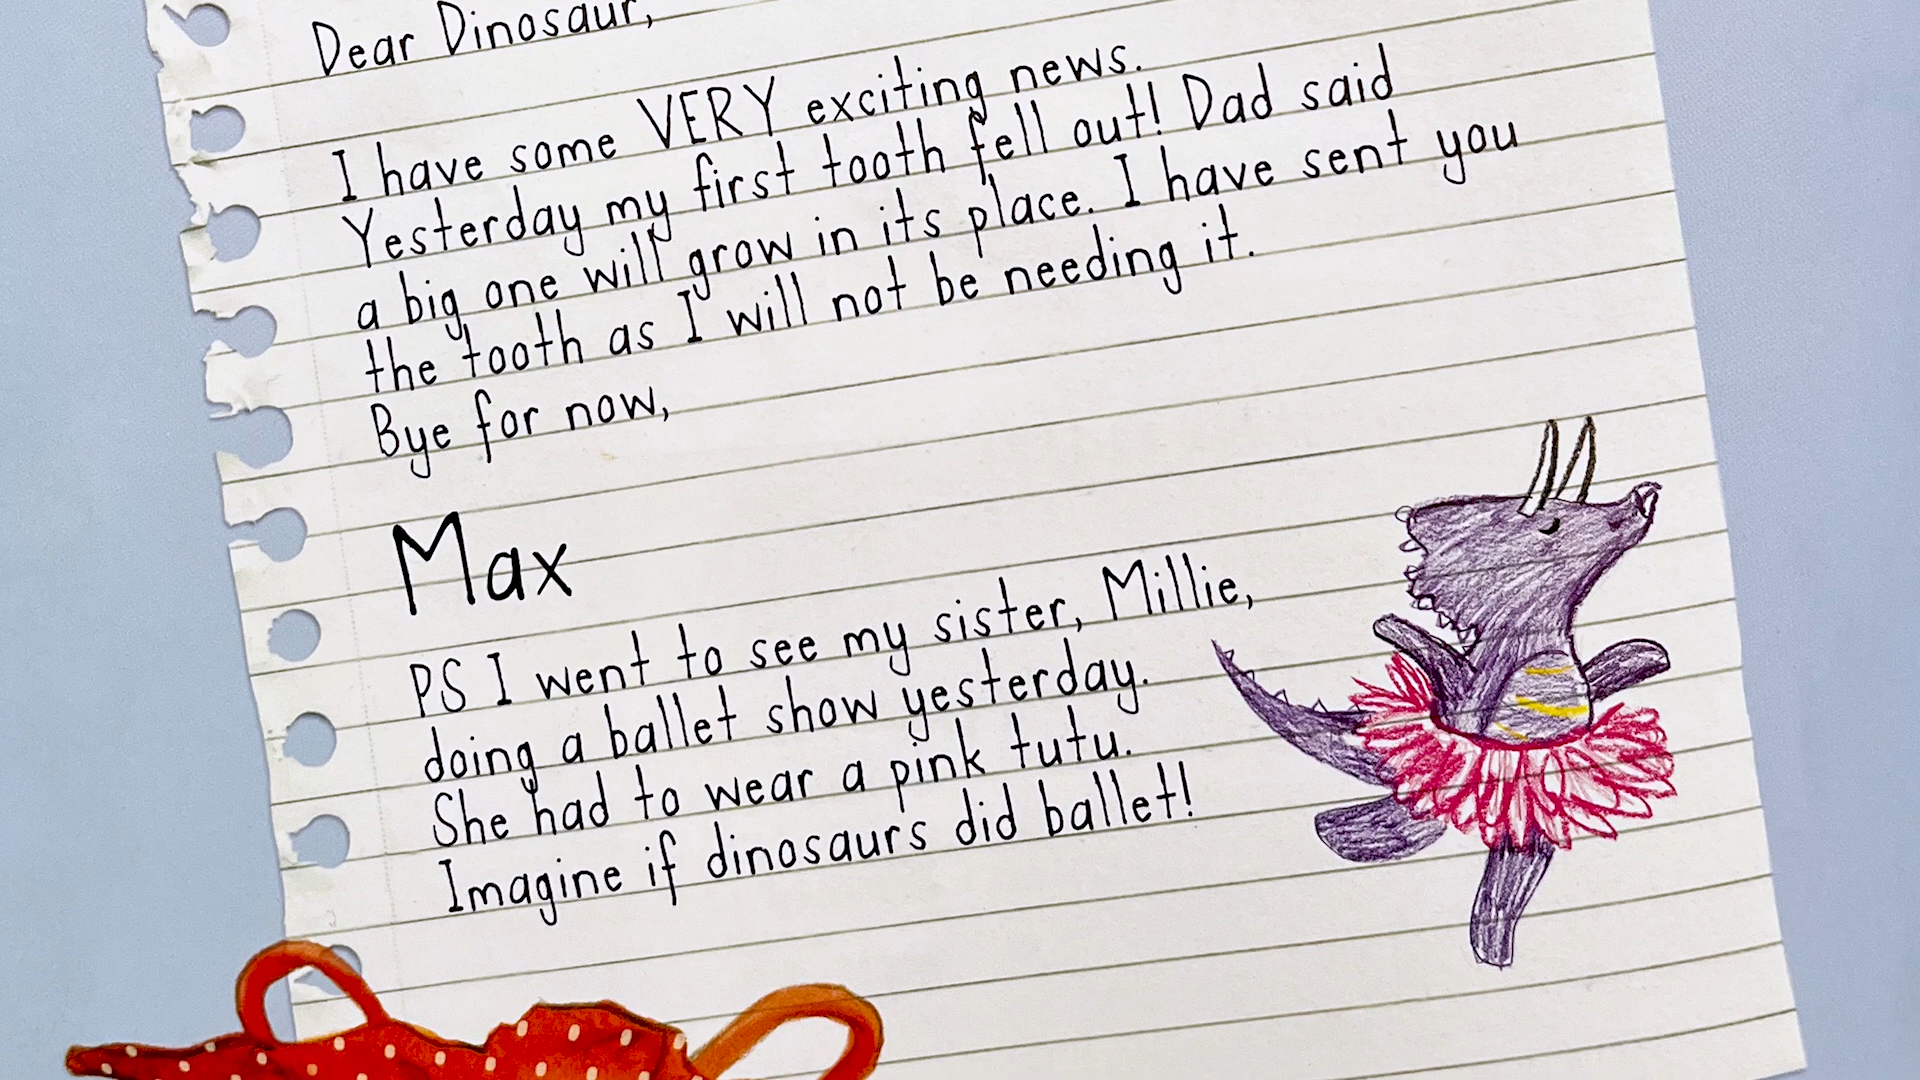 Dear Dinosaur,
I have some VERY exciting news.
Yesterday my first tooth fell out! Dad said
a big one will grow in its place. I have sent you
the tooth as I will not be needing it.
Bye for now,
Max
PS I went to see my sister, Millie,
doing a ballet show yesterday.
She had to wear a pink tutu.
Imagine if dinosaurs did ballet!